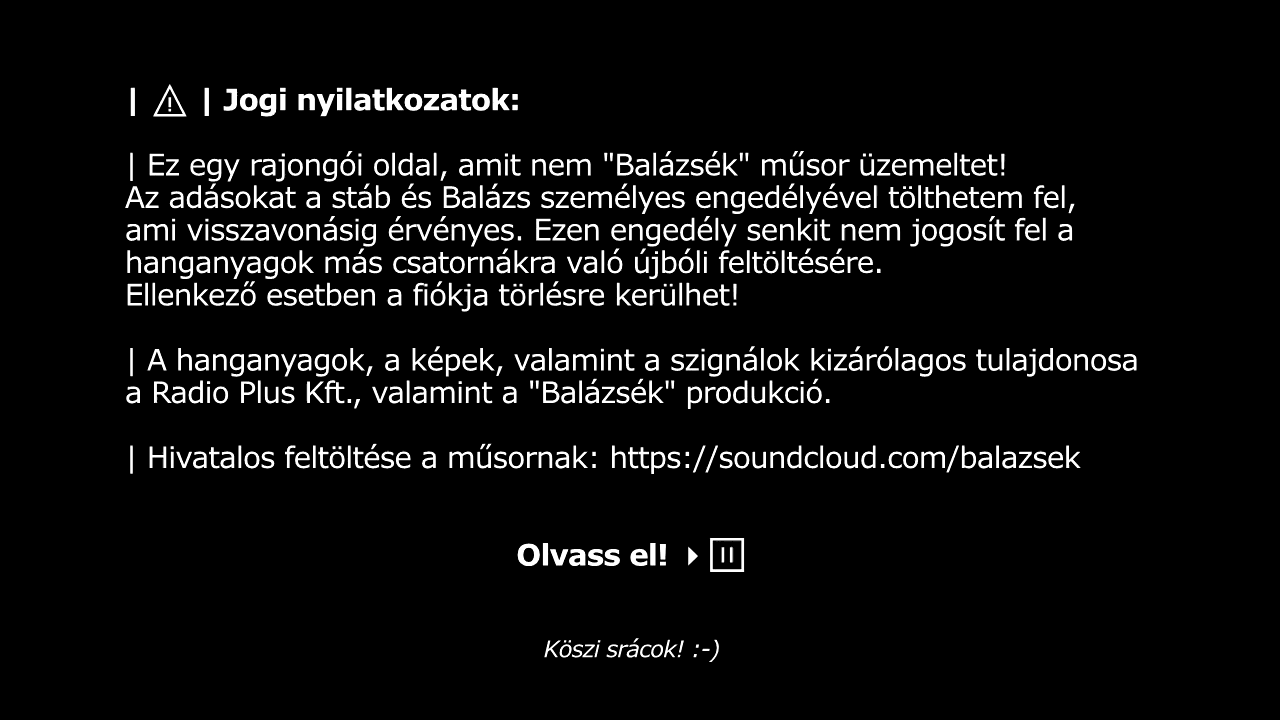 | ⚠ | Jogi nyilatkozatok:
| Ez egy rajongói oldal, amit nem "Balázsék" műsor üzemeltet!
Az adásokat a stáb és Balázs személyes engedélyével tölthetem fel,
ami visszavonásig érvényes. Ezen engedély senkit nem jogosít fel a
hanganyagok más csatornákra való újbóli feltöltésére.
Ellenkező esetben a fiókja törlésre kerülhet!
| A hanganyagok, a képek, valamint a szignálok kizárólagos tulajdonosa
a Radio Plus Kft., valamint a "Balázsék" produkció.
| Hivatalos feltöltése a műsornak: https://soundcloud.com/balazsek
Olvass el!
Köszi srácok! :-)